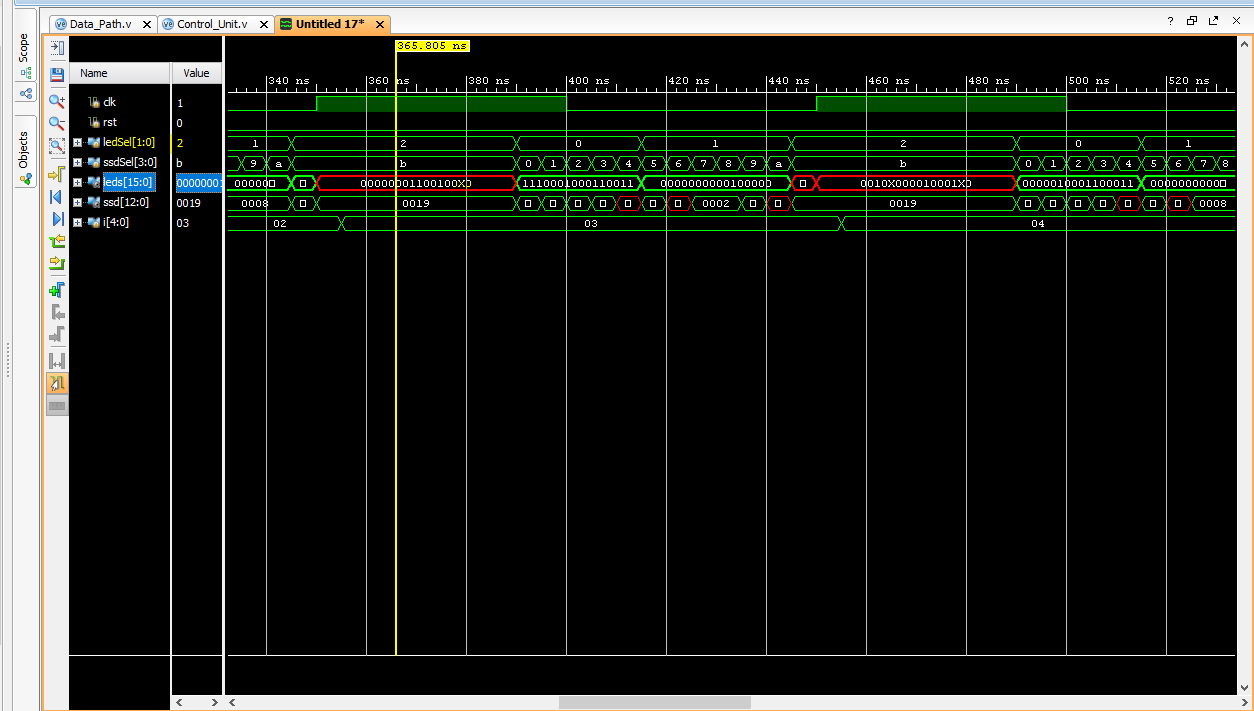 Data_Path.v
Control_Unit.v
Untitled 17*
Scope
Objects
365.805 ns
340 ns 360 ns 380 ns 400 ns 420 ns 440 ns 460 ns 480 ns 500 ns 520 ns
Name Value
clk 1
rst 0
ledSel[1:0] 2 1 2 0 1 2 0 1
ssdSel[3:0] b 9 a b 0 1 2 3 4 5 6 7 8 9 a b 0 1 2 3 4 5 6 7 8
leds[15:0] 00000001 000000 00000001100100X0 1110001000110011 0000000000100000 0010X000010001X0 0000010001100011 0000000000
ssd[12:0] 0019 0008 0019 0002 0019 0008
i[4:0] 03 02 03 04